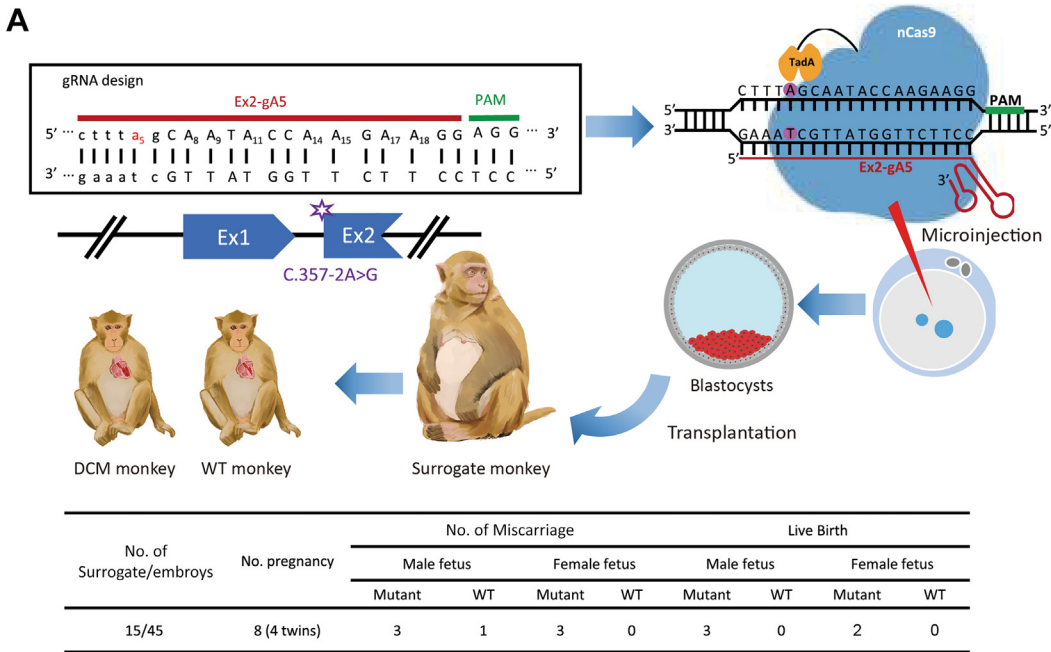 A
gRNA design
Ex2-gA5
PAM
5' ··· c t t t a5 g C A8 A9 T A11 C C A14 A15 G A17 A18 G G A G G ··· 3'
3' ··· g a a a t c G T T A T G G T T C T T C C T C C ··· 5'
Ex1
Ex2
C.357-2A>G
nCas9
TadA
CTTTAGCAATACCAAGAAGG
PAM
5'
3'
3'
5'
GAAATCGTTATGGTTCTTCC
5'
Ex2-gA5
3'
Microinjection
Blastocysts
Transplantation
DCM monkey
WT monkey
Surrogate monkey
No. of Surrogate/embroys
No. pregnancy
No. of Miscarriage
Live Birth
Male fetus
Female fetus
Male fetus
Female fetus
Mutant WT Mutant WT Mutant WT Mutant WT
15/45 8 (4 twins) 3 1 3 0 3 0 2 0